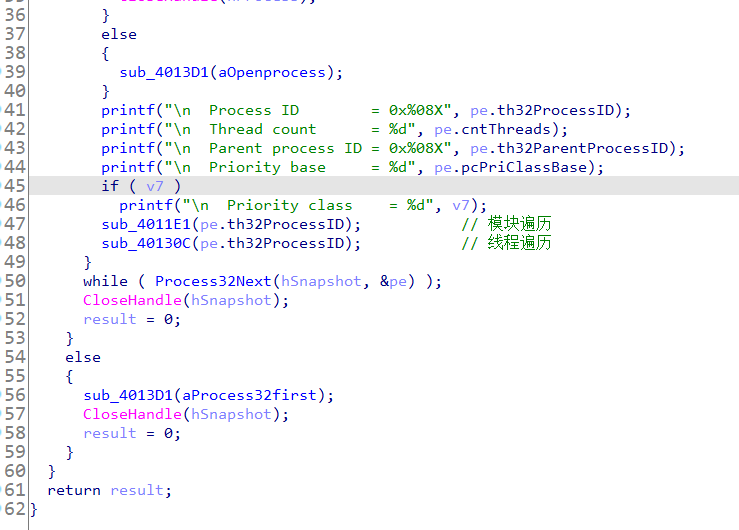 36 }
37 else
38 {
39 sub_4013D1(aOpenprocess);
40 }
41 printf("\n  Process ID        = 0x%08X", pe.th32ProcessID);
42 printf("\n  Thread count      = %d", pe.cntThreads);
43 printf("\n  Parent process ID = 0x%08X", pe.th32ParentProcessID);
44 printf("\n  Priority base     = %d", pe.pcPriClassBase);
45 if ( v7 )
46 printf("\n  Priority class    = %d", v7);
47 sub_4011E1(pe.th32ProcessID); // 模块遍历
48 sub_40130C(pe.th32ProcessID); // 线程遍历
49 }
50 while ( Process32Next(hSnapshot, &pe) );
51 CloseHandle(hSnapshot);
52 result = 0;
53 }
54 else
55 {
56 sub_4013D1(aProcess32first);
57 CloseHandle(hSnapshot);
58 result = 0;
59 }
60 }
61 return result;
62 }